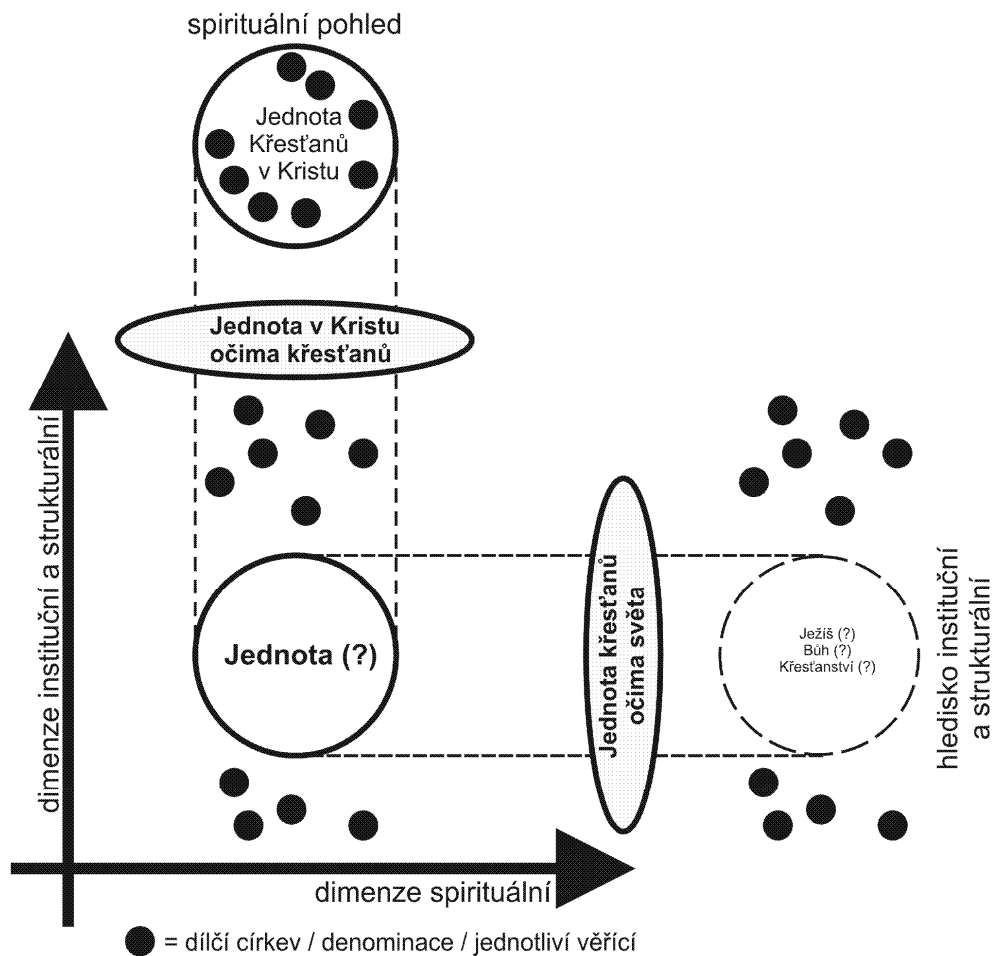 spirituální pohled
Jednota
Křesťanů
v Kristu
Jednota v Kristu
očima křesťanů
dimenze instituční a strukturální
Jednota (?)
Jednota křesťanů
očima světa
Ježíš (?)
Bůh (?)
Křesťanství (?)
hledisko instituční
a strukturální
dimenze spirituální
= dílčí církev / denominace / jednotliví věřící